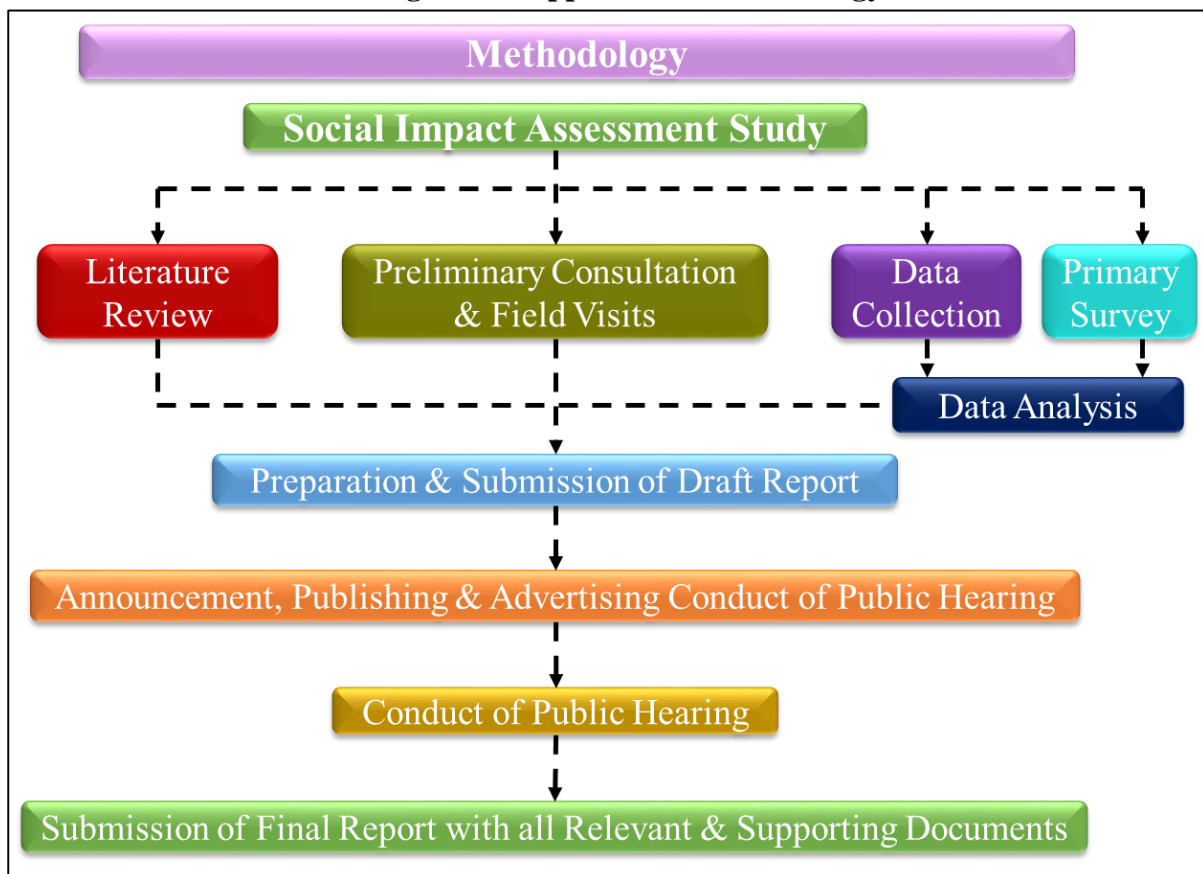 Methodology
Social Impact Assessment Study
Literature
Review
Preliminary Consultation
& Field Visits
Data
Collection
Primary
Survey
Data Analysis
Preparation & Submission of Draft Report
Announcement, Publishing & Advertising Conduct of Public Hearing
Conduct of Public Hearing
Submission of Final Report with all Relevant & Supporting Documents